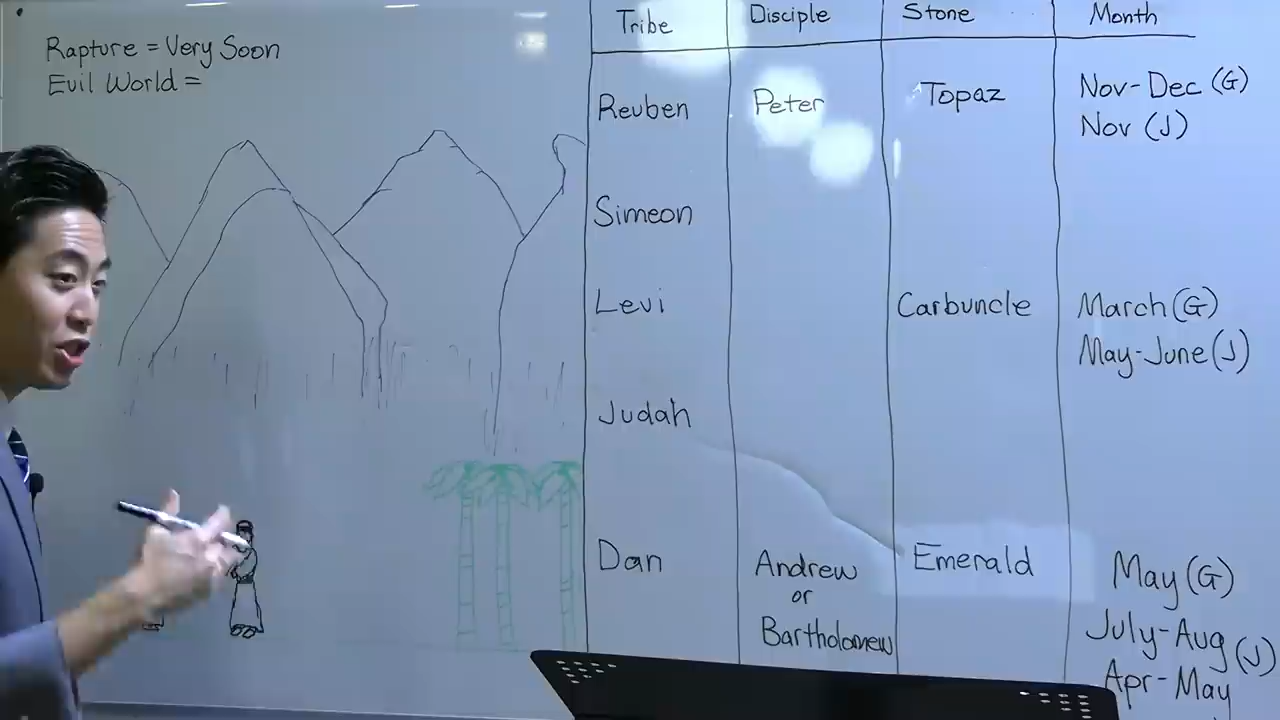 Rapture = Very Soon
Evil World =
Tribe Disciple Stone Month
Reuben Peter Topaz Nov-Dec (G)
Nov (J)
Simeon
Levi Carbuncle March (G)
May-June (J)
Judah
Dan Andrew Emerald May (G)
or
Bartholomew July-Aug (J)
Apr-May